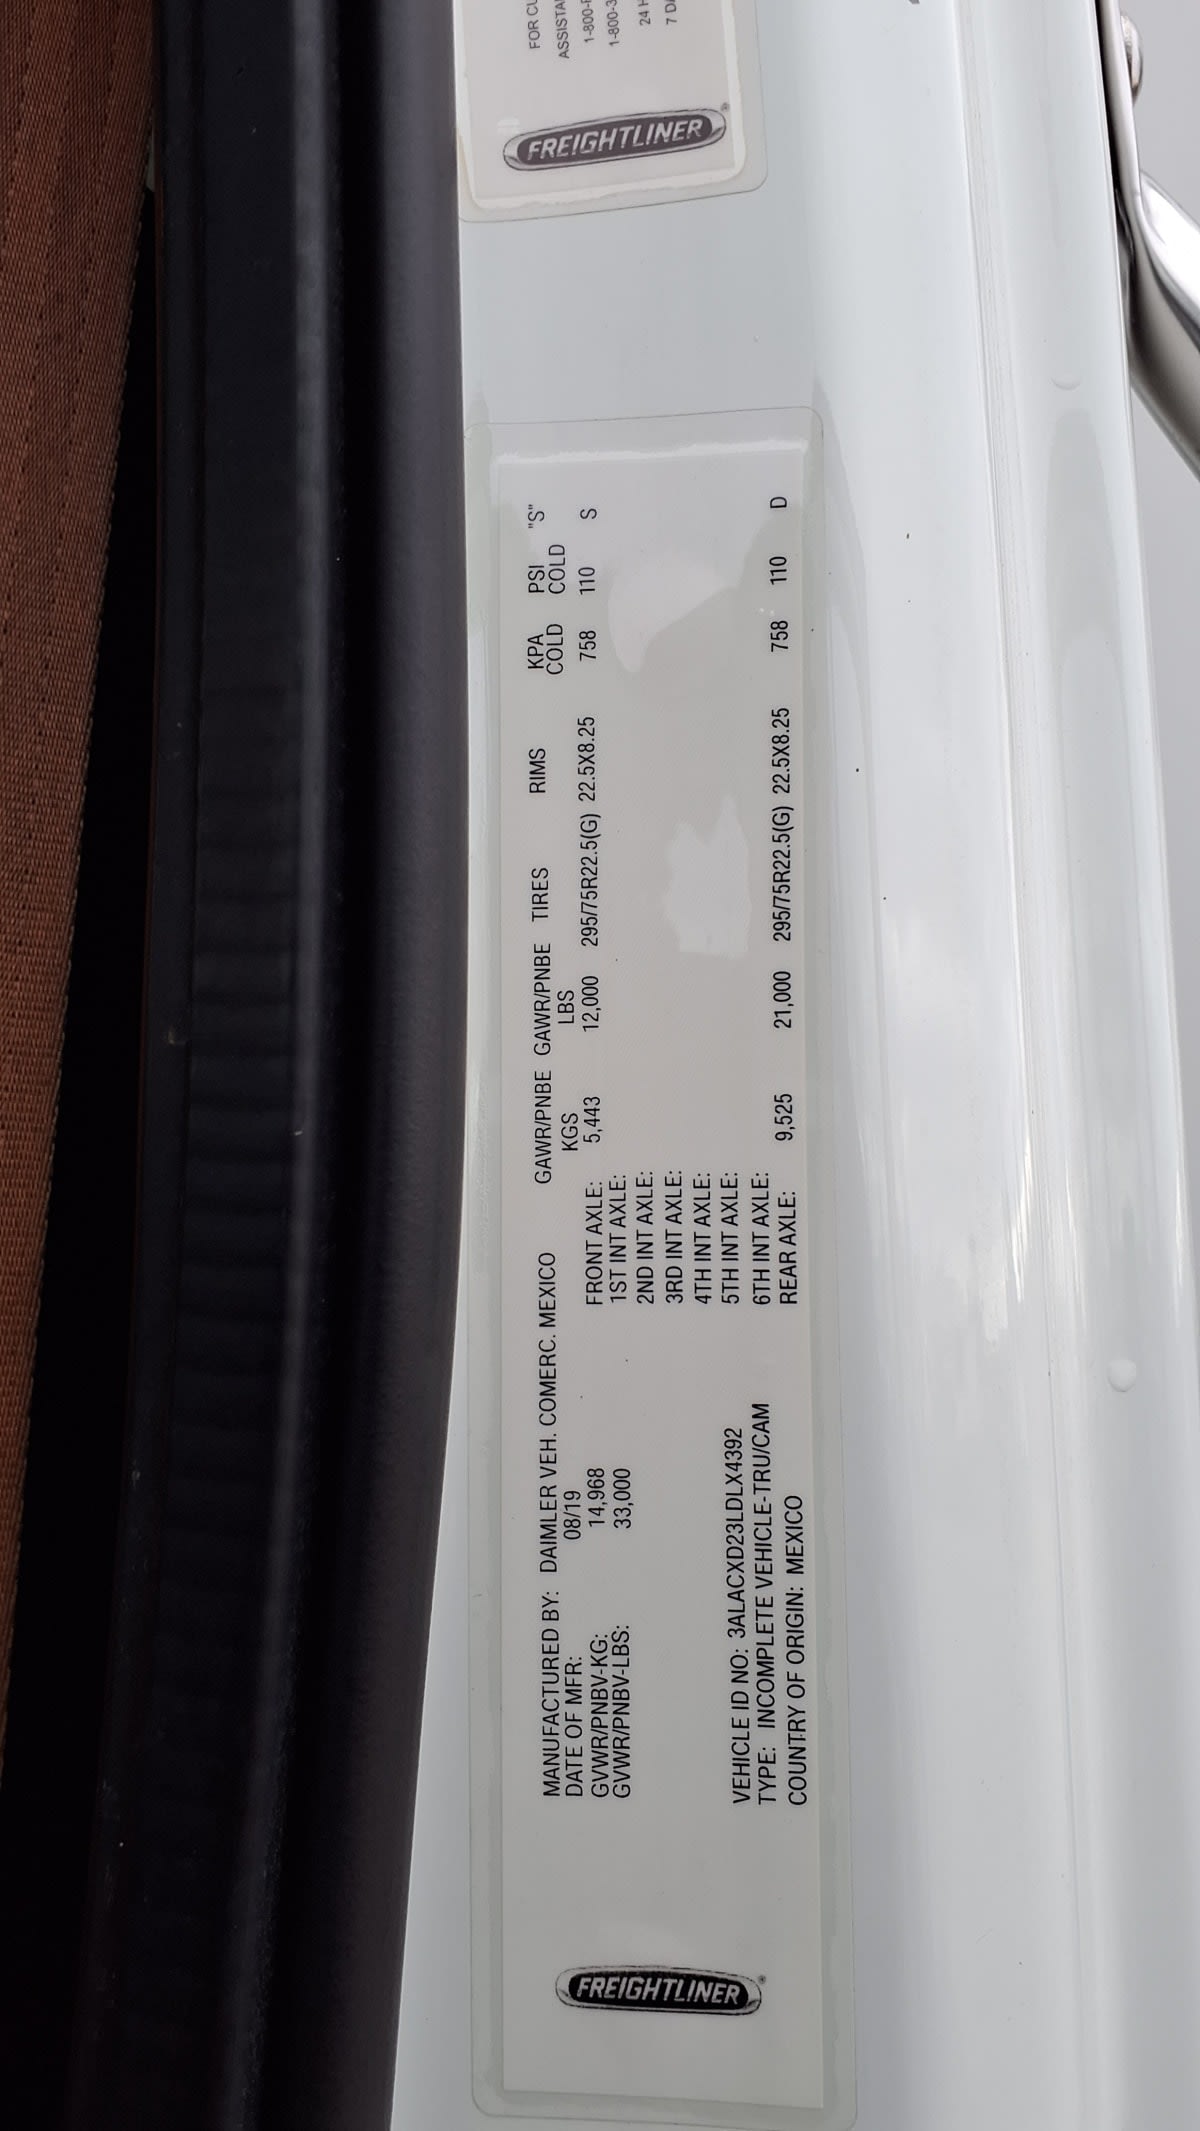 FREIGHTLINER
MANUFACTURED BY: DAIMLER VEH. COMERC. MEXICO
DATE OF MFR: 08/19
GVWR/PNBV-KG: 14,968
GVWR/PNBV-LBS: 33,000
VEHICLE ID NO: 3ALACXD23LDLX4392
TYPE: INCOMPLETE VEHICLE-TRU/CAM
COUNTRY OF ORIGIN: MEXICO
GAWR/PNBE GAWR/PNBE TIRES RIMS KPA PSI "S"
KGS LBS COLD COLD
FRONT AXLE: 5,443 12,000 295/75R22.5(G) 22.5X8.25 758 110 S
1ST INT AXLE:
2ND INT AXLE:
3RD INT AXLE:
4TH INT AXLE:
5TH INT AXLE:
6TH INT AXLE:
REAR AXLE: 9,525 21,000 295/75R22.5(G) 22.5X8.25 758 110 D
FREIGHTLINER
FOR
24
7